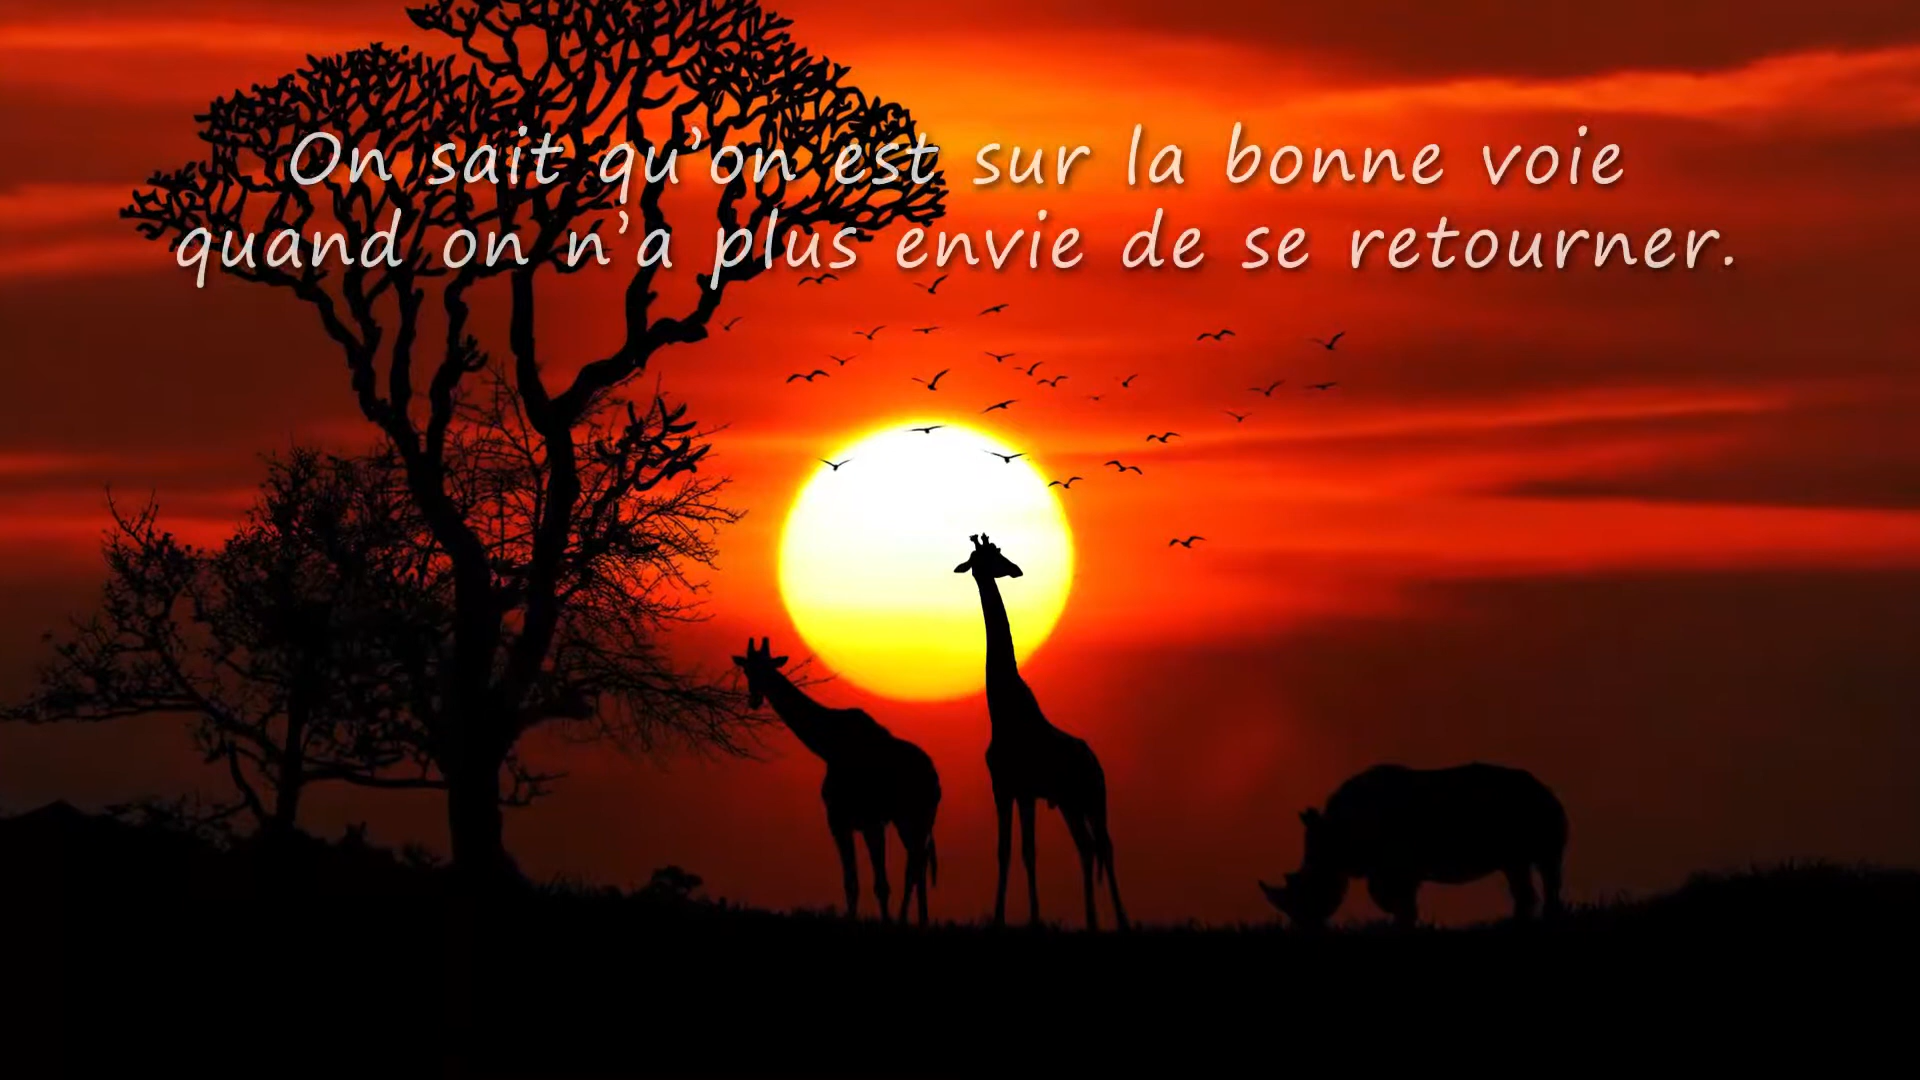 On sait qu’on est sur la bonne voie
quand on n’a plus envie de se retourner.